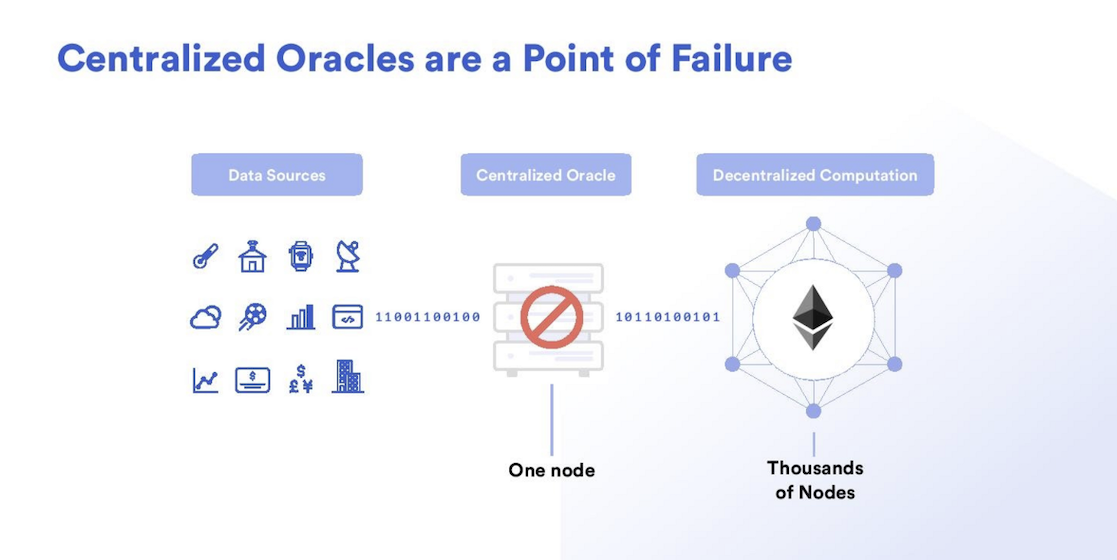 Centralized Oracles are a Point of Failure
Data Sources
Centralized Oracle
Decentralized Computation
11001100100
10110100101
$
$
£ ¥
</>
One node
Thousands
of Nodes